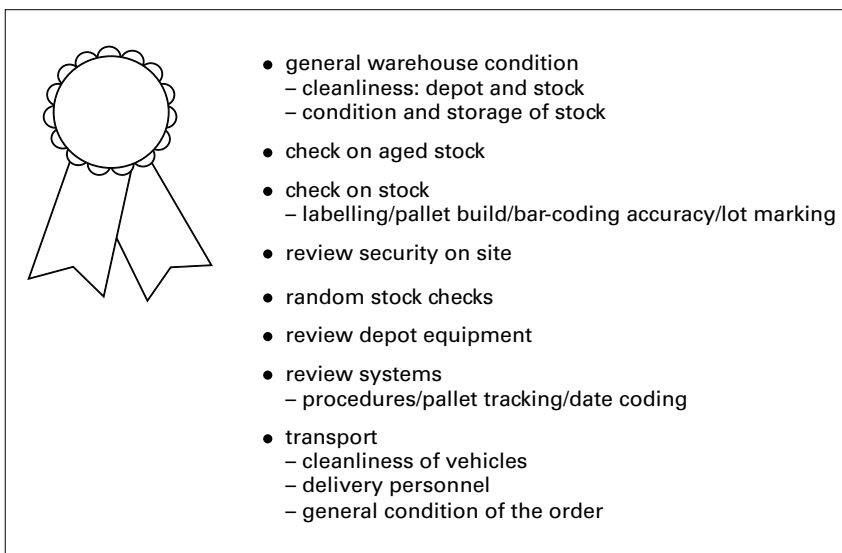 ● general warehouse condition
– cleanliness: depot and stock
– condition and storage of stock
● check on aged stock
● check on stock
– labelling/pallet build/bar-coding accuracy/lot marking
● review security on site
● random stock checks
● review depot equipment
● review systems
– procedures/pallet tracking/date coding
● transport
– cleanliness of vehicles
– delivery personnel
– general condition of the order